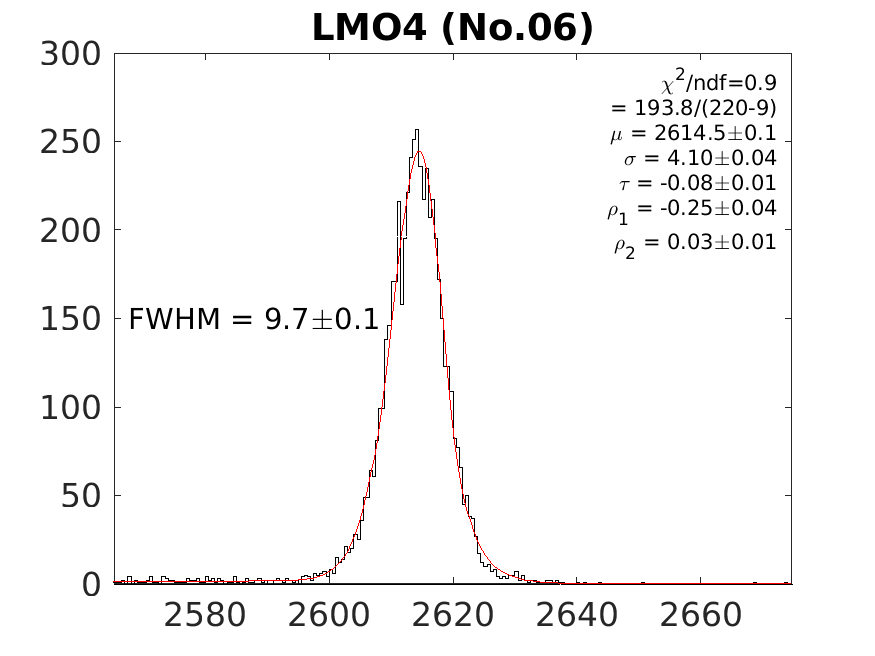 LMO4 (No.06)
300
250
200
150
100
50
0
χ²/ndf=0.9
= 193.8/(220-9)
μ = 2614.5±0.1
σ = 4.10±0.04
τ = -0.08±0.01
ρ₁ = -0.25±0.04
ρ₂ = 0.03±0.01
FWHM = 9.7±0.1
2580 2600 2620 2640 2660